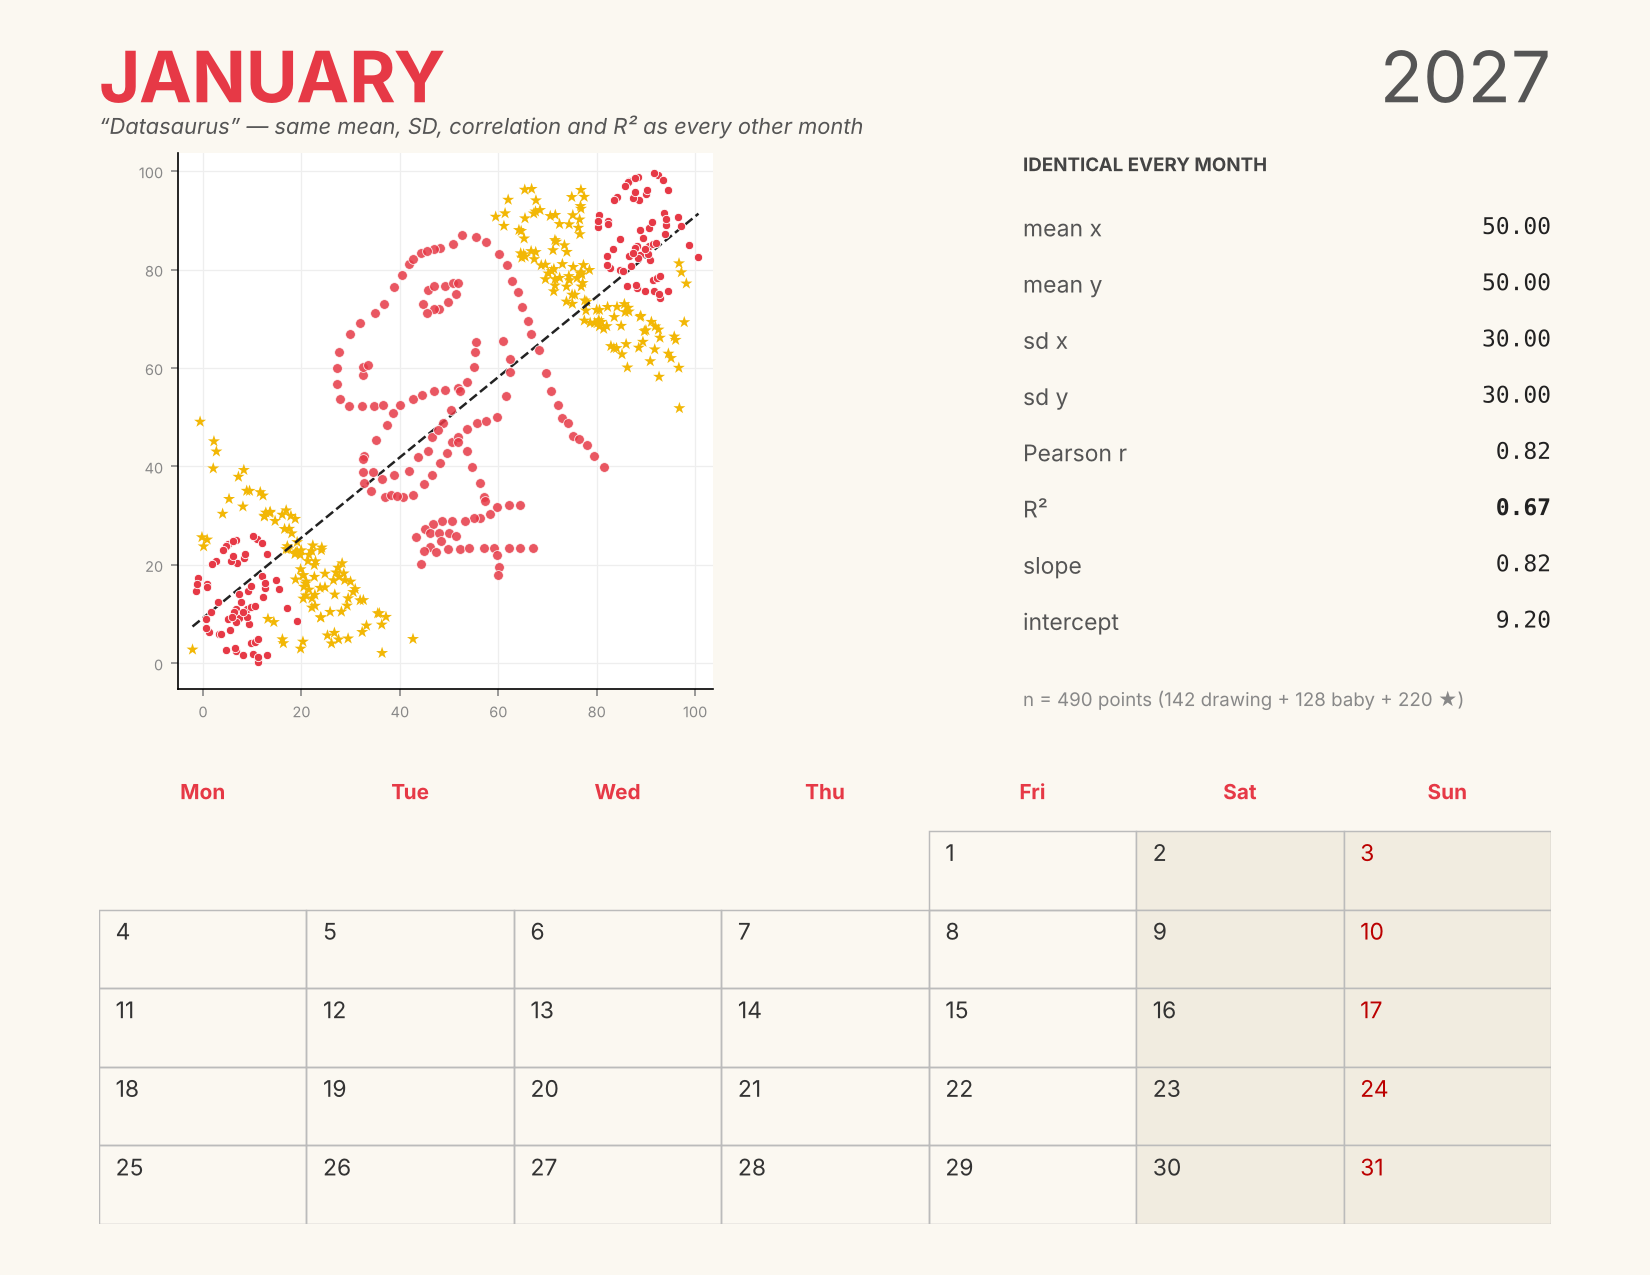 JANUARY 2027
“Datasaurus” — same mean, SD, correlation and R² as every other month
IDENTICAL EVERY MONTH
mean x 50.00
mean y 50.00
sd x 30.00
sd y 30.00
Pearson r 0.82
R² 0.67
slope 0.82
intercept 9.20
n = 490 points (142 drawing + 128 baby + 220 ★)
100
80
60
40
20
0
0 20 40 60 80 100
Mon Tue Wed Thu Fri Sat Sun
1 2 3
4 5 6 7 8 9 10
11 12 13 14 15 16 17
18 19 20 21 22 23 24
25 26 27 28 29 30 31